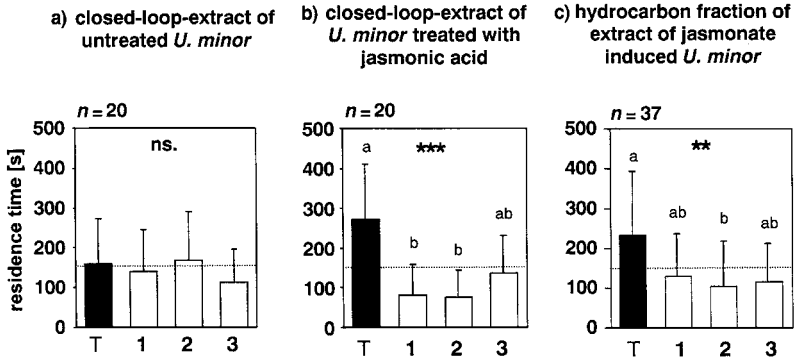 a) closed-loop-extract of
untreated U. minor
b) closed-loop-extract of
U. minor treated with
jasmonic acid
c) hydrocarbon fraction of
extract of jasmonate
induced U. minor
n = 20
n = 20
n = 37
residence time [s]
500
400
300
200
100
0
ns.
T 1 2 3
500
400
300
200
100
0
a
***
b
b
ab
T 1 2 3
500
400
300
200
100
0
a
**
ab
b
ab
T 1 2 3